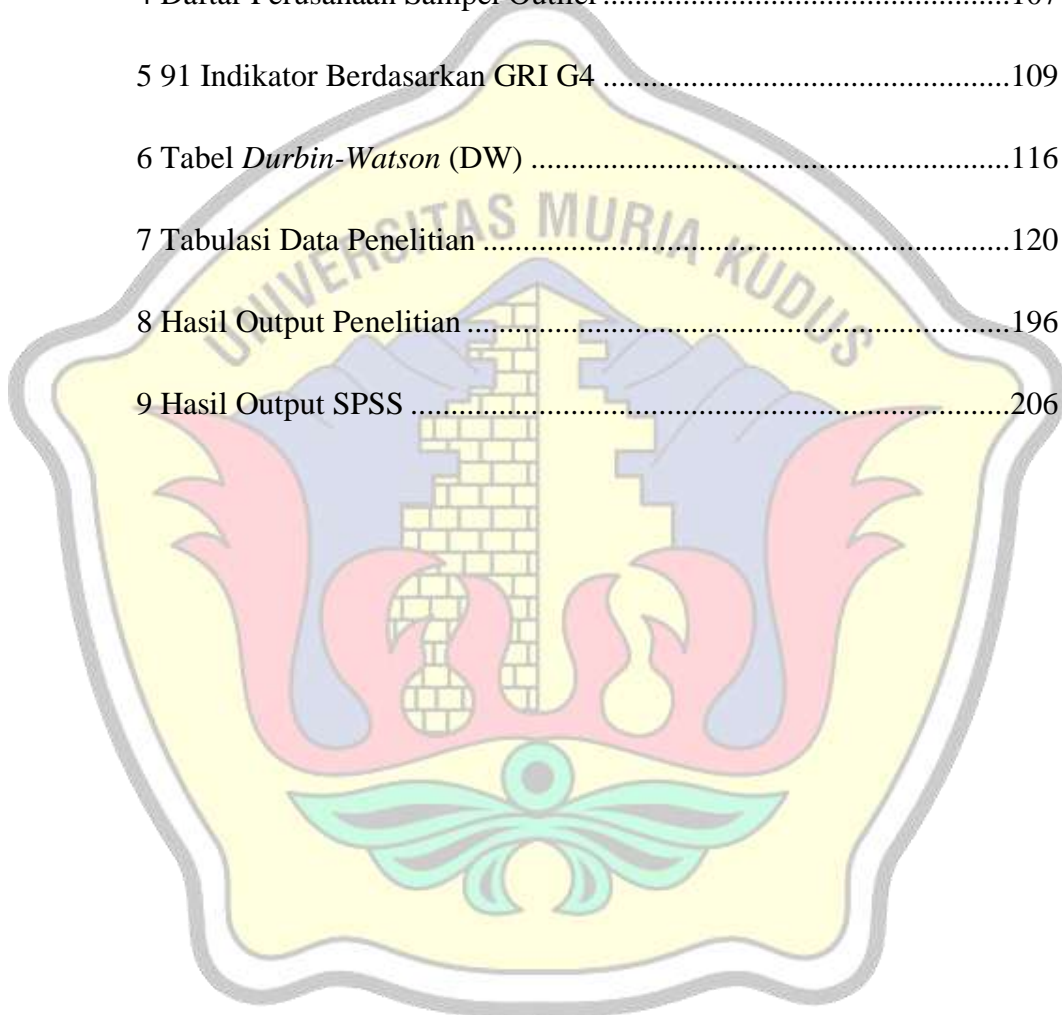 5 91 Indikator Berdasarkan GRI G4 ....................................................109
6 Tabel Durbin-Watson (DW) .............................................................116
7 Tabulasi Data Penelitian ...................................................................120
8 Hasil Output Penelitian .....................................................................196
9 Hasil Output SPSS ............................................................................206
UNIVERSITAS MURIA KUDUS